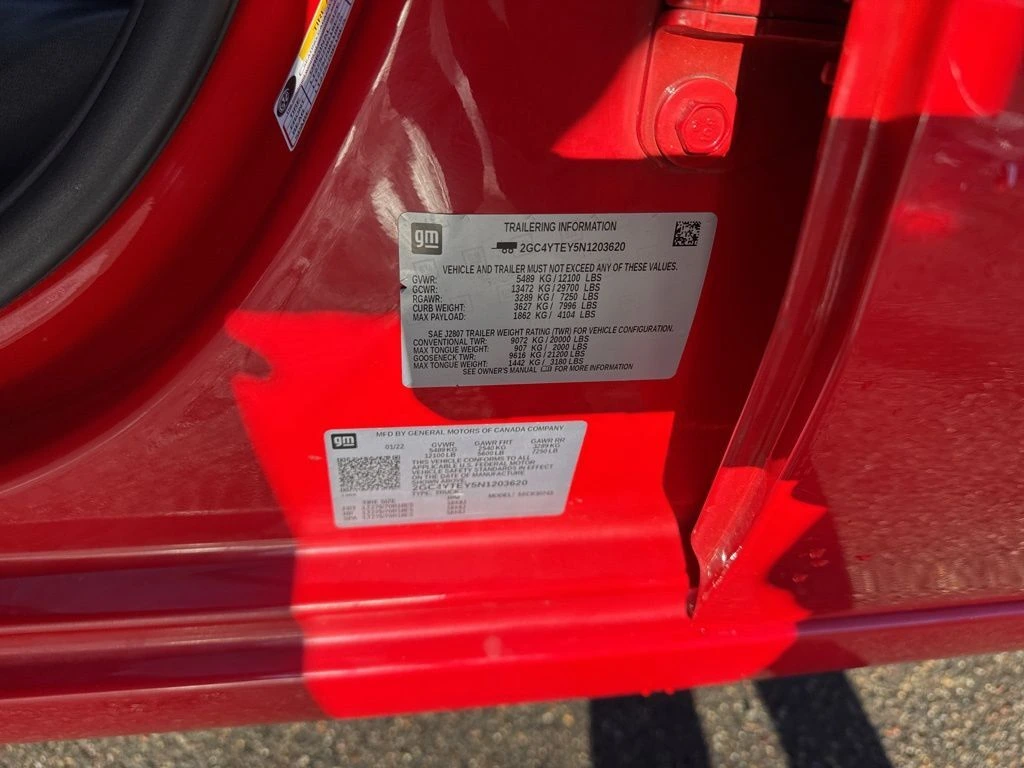 gm
TRAILERING INFORMATION
2GC4YTEY5N1203620
VEHICLE AND TRAILER MUST NOT EXCEED ANY OF THESE VALUES.
GVWR: 5489 KG / 12100 LBS
GCWR: 13472 KG / 29700 LBS
RGAWR: 3289 KG / 7250 LBS
CURB WEIGHT: 3627 KG / 7996 LBS
MAX PAYLOAD: 1862 KG / 4104 LBS
SAE J2807 TRAILER WEIGHT RATING (TWR) FOR VEHICLE CONFIGURATION.
CONVENTIONAL TWR: 9072 KG / 20000 LBS
MAX TONGUE WEIGHT: 907 KG / 2000 LBS
GOOSENECK TWR: 9616 KG / 21200 LBS
MAX TONGUE WEIGHT: 1442 KG / 3180 LBS
SEE OWNER'S MANUAL FOR MORE INFORMATION
gm
MFD BY GENERAL MOTORS OF CANADA COMPANY
01/22 GVWR GAWR FRT GAWR RR
5489KG 2540 KG 3289 KG
12100 LB 5600 LB 7250 LB
THIS VEHICLE CONFORMS TO ALL
APPLICABLE U.S. FEDERAL MOTOR
VEHICLE SAFETY STANDARDS IN EFFECT
ON THE DATE OF MANUFACTURE
SHOWN ABOVE.
2GC4YTEY5N1203620
TYPE: TRUCK MODEL:
TIRE SIZE